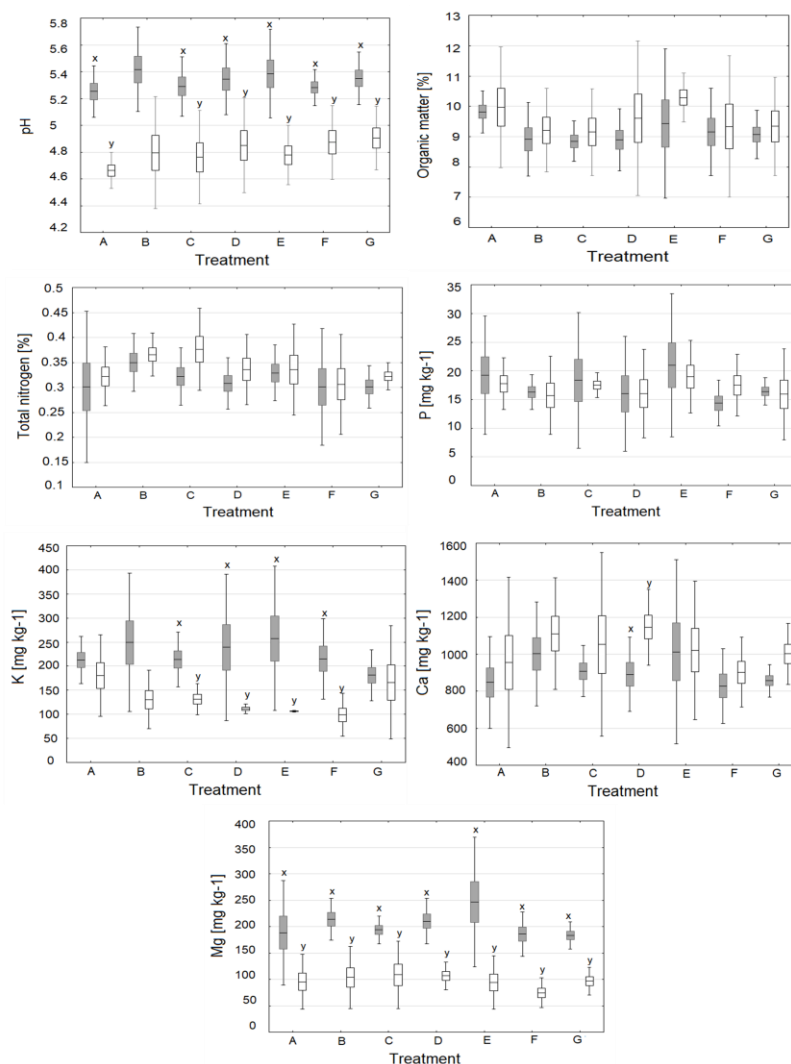 pH
5.8
5.6
5.4
5.2
5
4.8
4.6
4.4
4.2
x x x x x x
y y y y y y
A B C D E F G
Treatment
Organic matter [%]
13
12
11
10
9
8
7
6
A B C D E F G
Treatment
Total nitrogen [%]
0.5
0.45
0.4
0.35
0.3
0.25
0.2
0.15
0.1
A B C D E F G
Treatment
P [mg kg-1]
35
30
25
20
15
10
5
0
A B C D E F G
Treatment
K [mg kg-1]
450
400
350
300
250
200
150
100
50
0
x x x x
y y y y
A B C D E F G
Treatment
Ca [mg kg-1]
1600
1400
1200
1000
800
600
400
x y
A B C D E F G
Treatment
Mg [mg kg-1]
400
350
300
250
200
150
100
50
0
x x x x x x x
y y y y y y y
A B C D E F G
Treatment